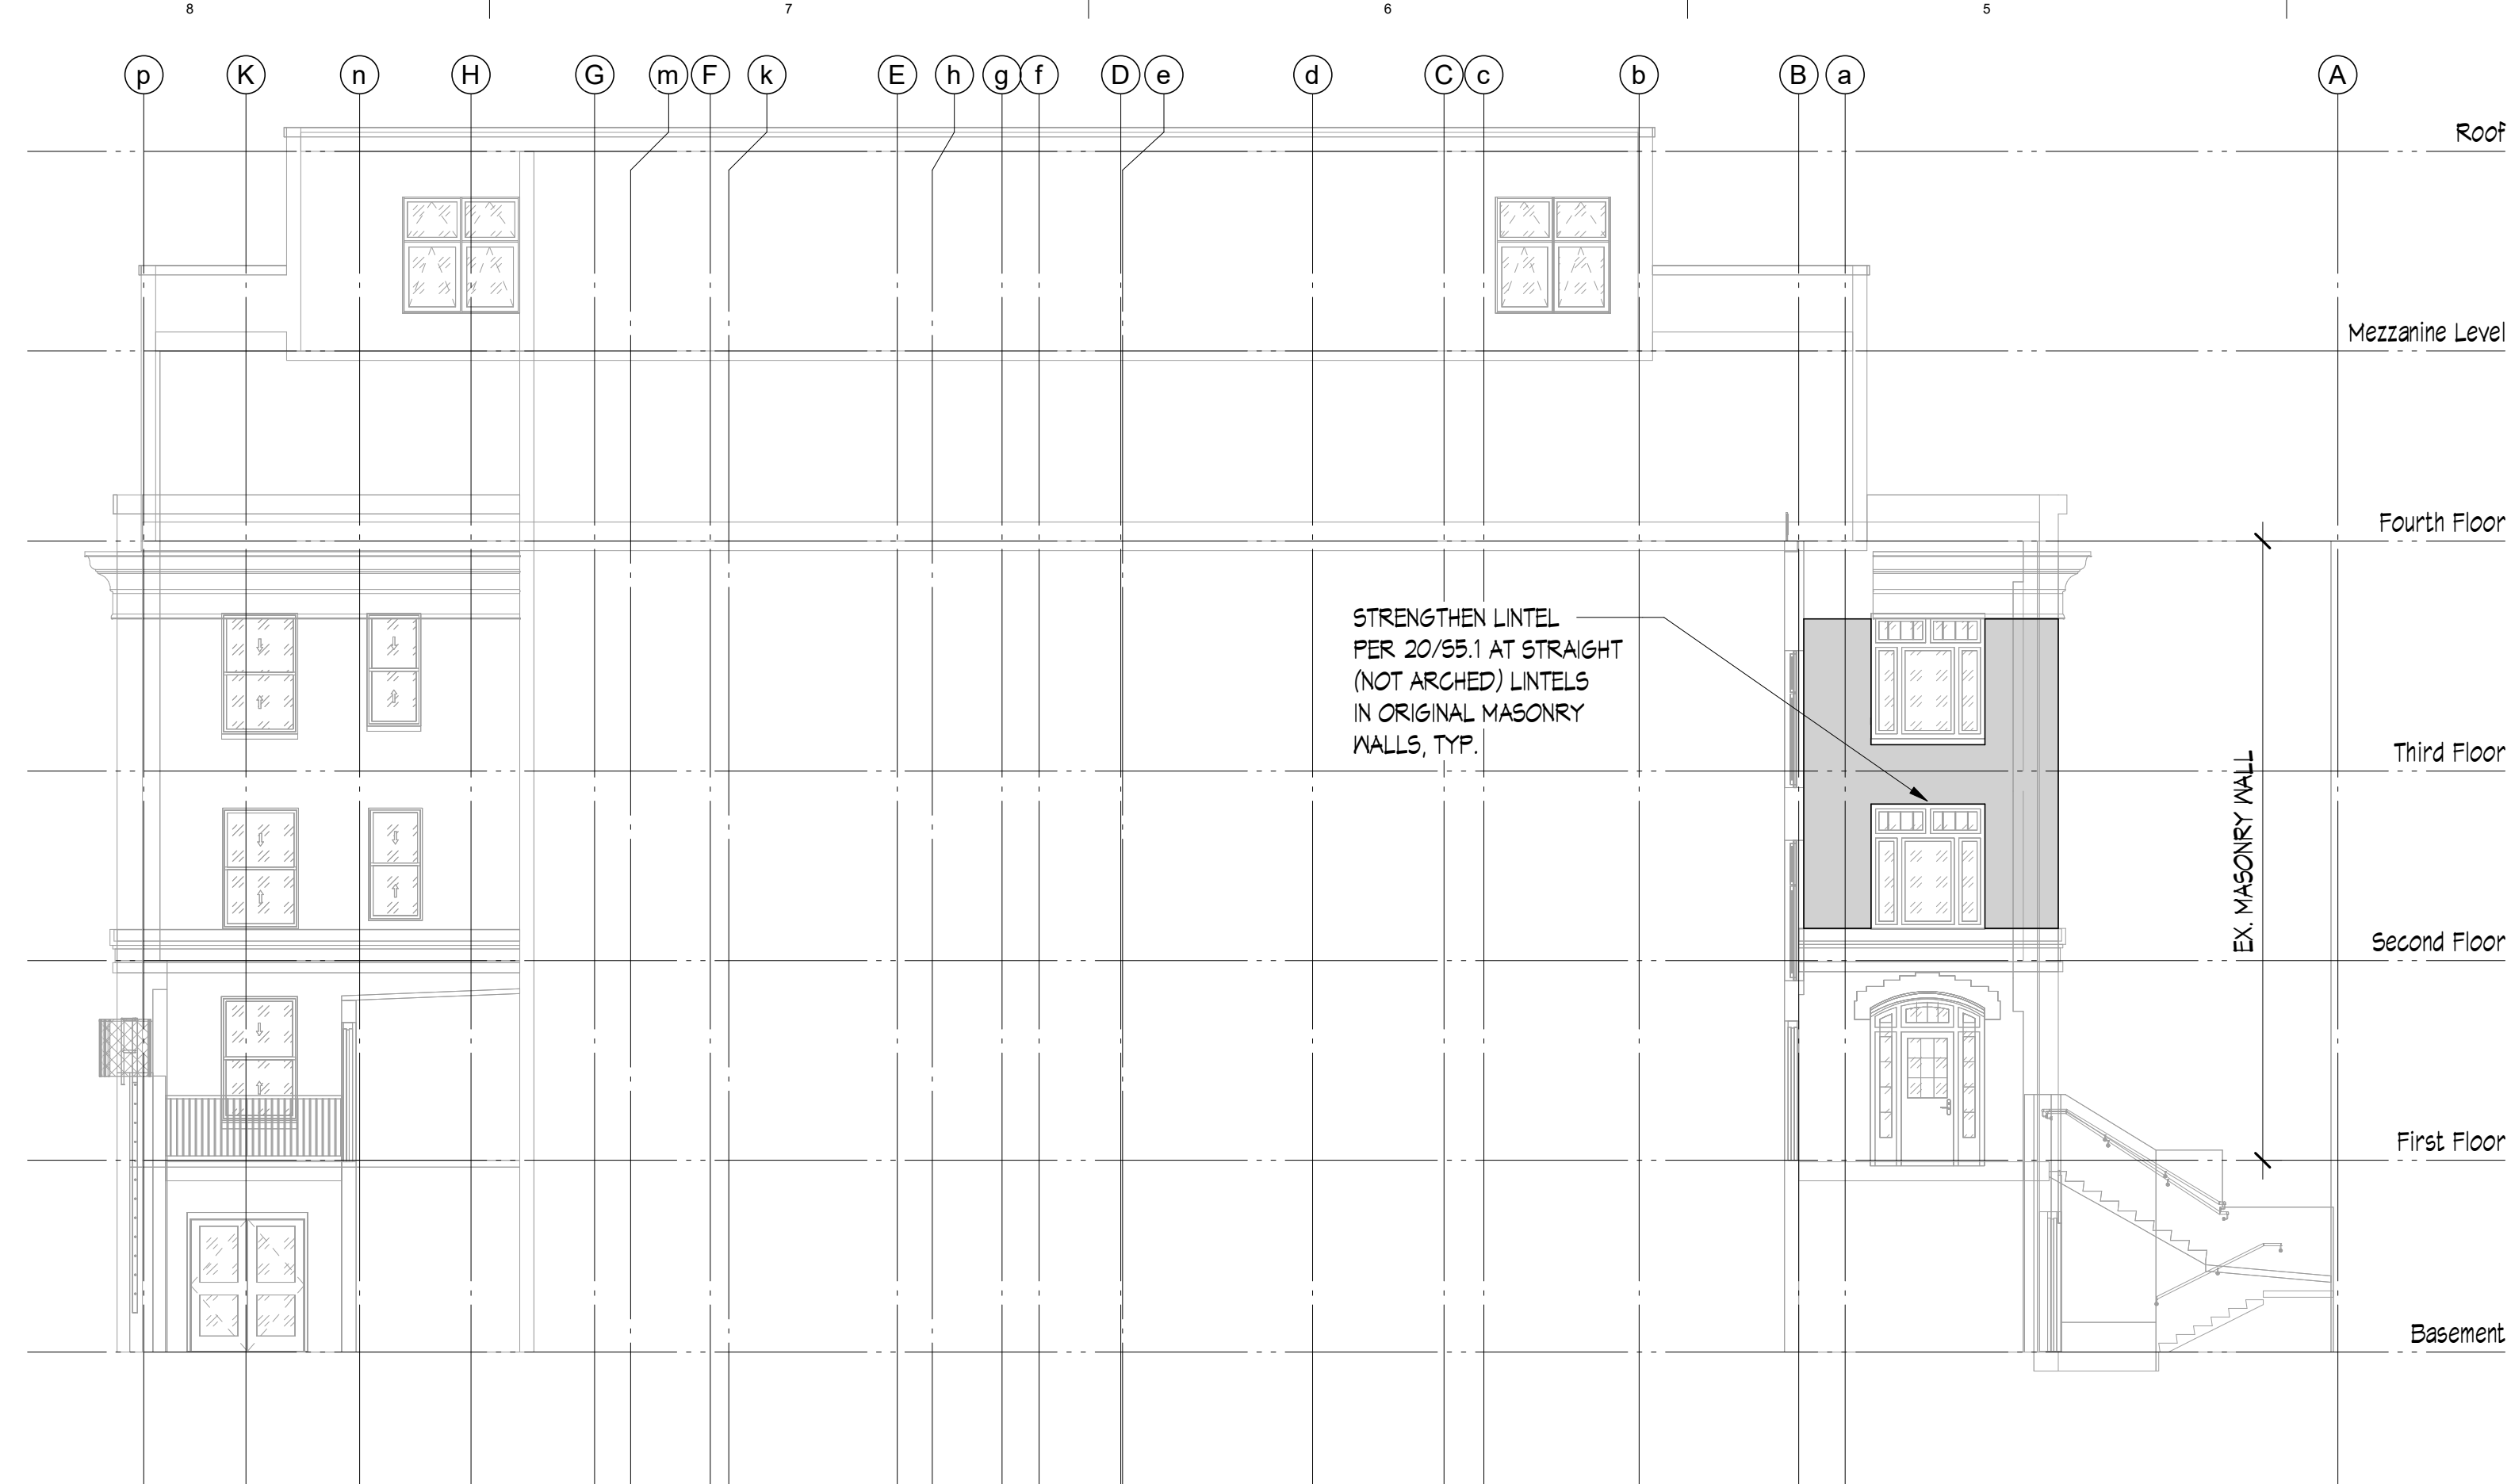 8 7 6 5
p K n H G m F k E h g f D e d C c b B a A
Roof
Mezzanine Level
Fourth Floor
STRENGTHEN LINTEL
PER 20/S5.1 AT STRAIGHT
(NOT ARCHED) LINTELS
IN ORIGINAL MASONRY
WALLS, TYP.
Third Floor
EX. MASONRY WALL
Second Floor
First Floor
Basement